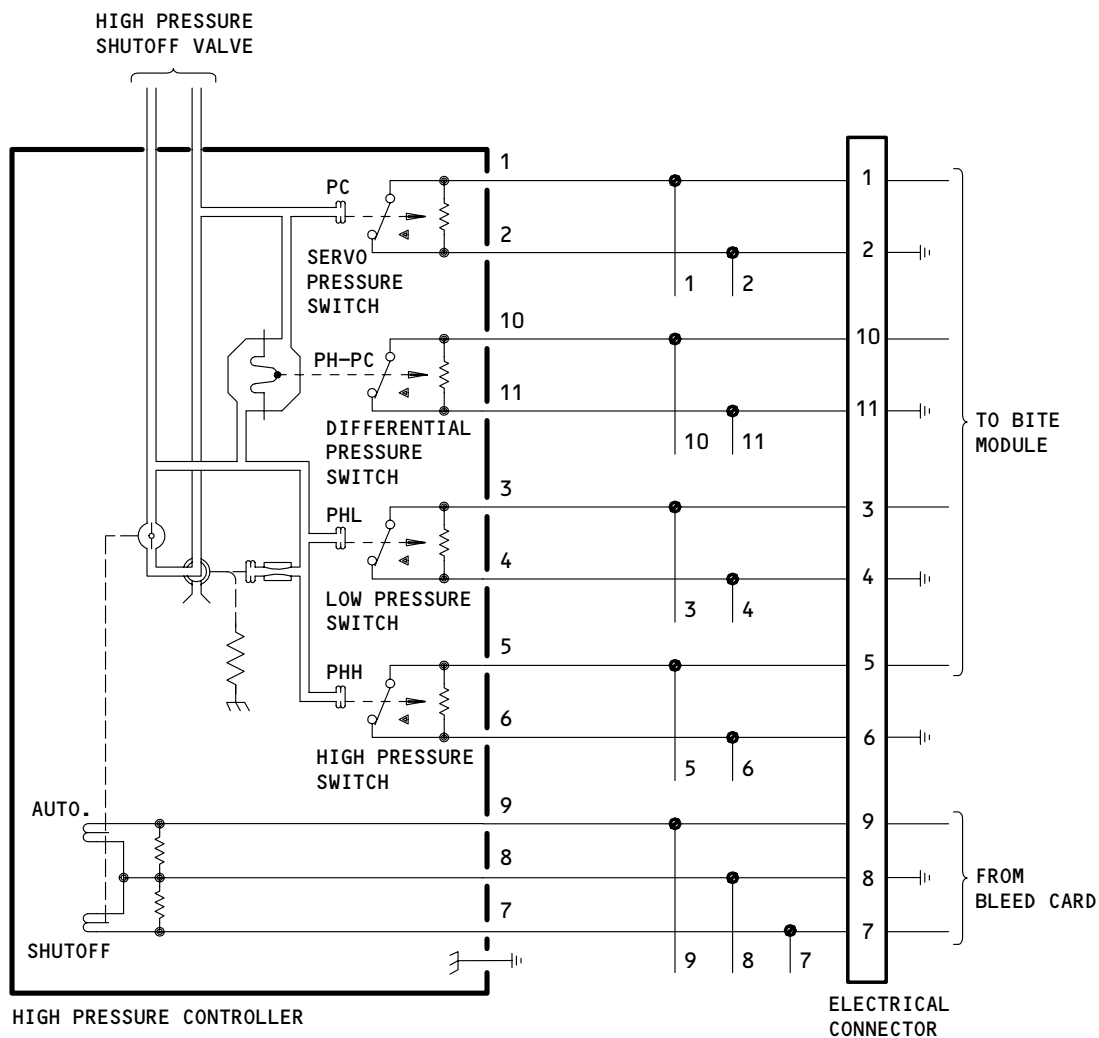 HIGH PRESSURE
SHUTOFF VALVE
1
1
PC
2
2
SERVO
PRESSURE
SWITCH
1
2
10
10
PH-PC
11
11
DIFFERENTIAL
PRESSURE
SWITCH
10
11
TO BITE
MODULE
3
3
PHL
4
4
LOW PRESSURE
SWITCH
3
4
5
5
PHH
6
6
HIGH PRESSURE
SWITCH
5
6
AUTO.
9
9
8
8
FROM
BLEED CARD
7
7
SHUTOFF
9
8
7
HIGH PRESSURE CONTROLLER
ELECTRICAL
CONNECTOR